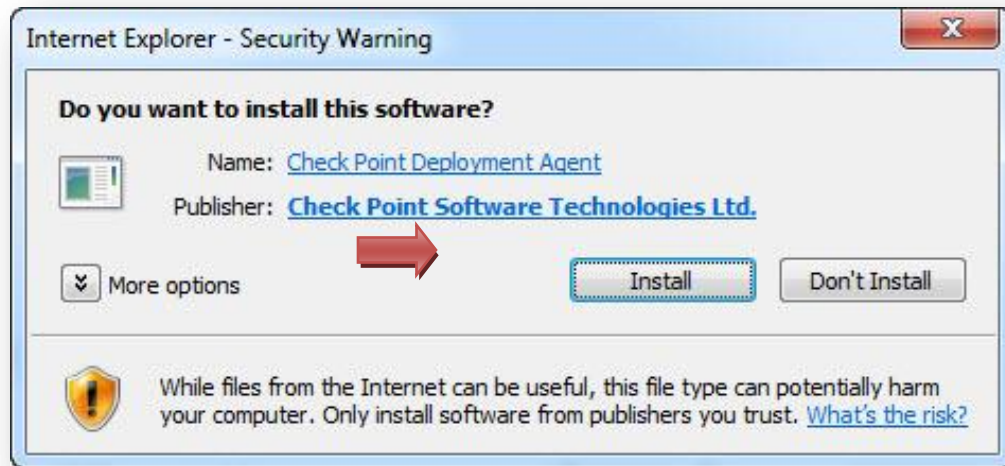 Internet Explorer - Security Warning
Do you want to install this software?
Name: Check Point Deployment Agent
Publisher: Check Point Software Technologies Ltd.
More options
Install
Don't Install
While files from the Internet can be useful, this file type can potentially harm
your computer. Only install software from publishers you trust. What's the risk?